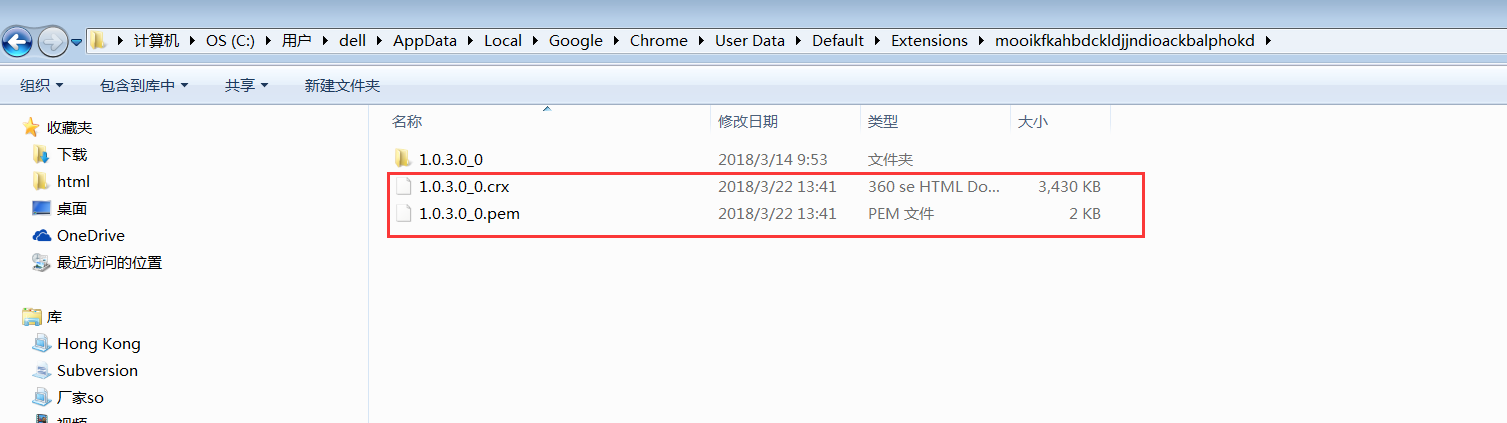 计算机 OS (C:) 用户 dell AppData Local Google Chrome User Data Default Extensions mooikfkahbdckldjjndioackbalphokd
组织 包含到库中 共享 新建文件夹
收藏夹
下载
html
桌面
OneDrive
最近访问的位置
库
Hong Kong
Subversion
厂家so
视频
名称 修改日期 类型 大小
1.0.3.0_0 2018/3/14 9:53 文件夹
1.0.3.0_0.crx 2018/3/22 13:41 360 se HTML Do... 3,430 KB
1.0.3.0_0.pem 2018/3/22 13:41 PEM 文件 2 KB